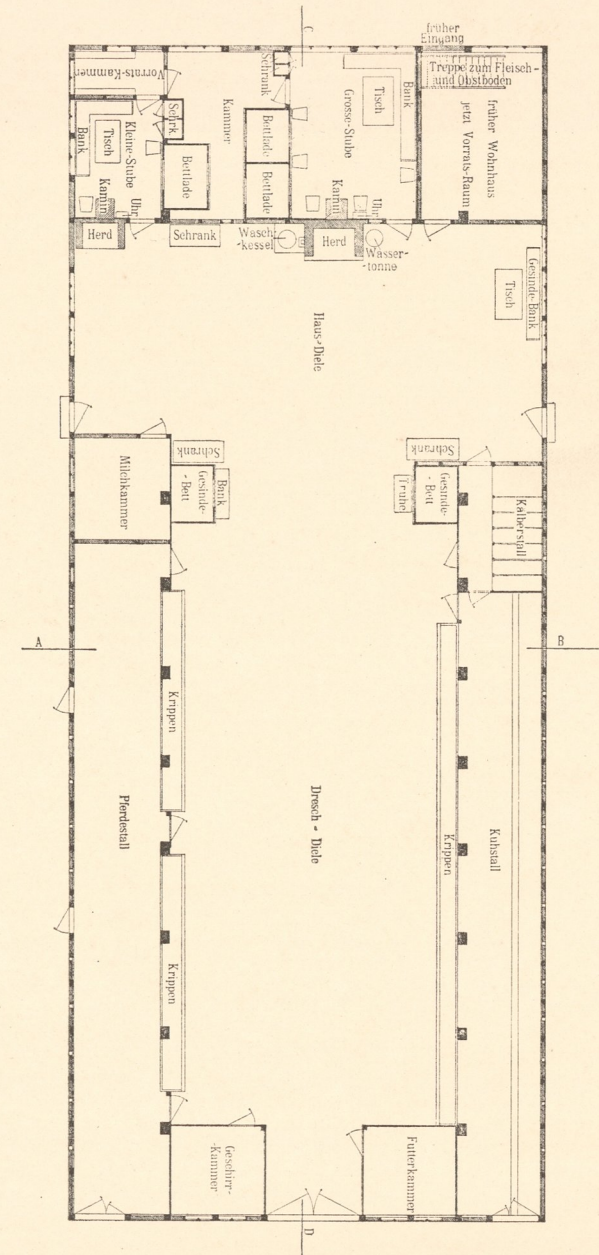 C
früher
Eingang
Vorrats-Kammer
Schrank
Treppe zum Fleisch-
und Obstboden
Bank
Tisch
Schrk.
Kammer
Grosse-Stube
früher Wohnhaus
jetzt Vorrats-Raum
Bettlade
Bettlade
Bettlade
Kleine-Stube
Tisch
Bank
Kamin
Uhr
Kamin
Uhr
Herd
Schrank
Wasch
-kessel
Herd
Wasser-
-tonne
Gesinde-Bank
Tisch
Haus-Diele
Schrank
Schrank
Milchkammer
Gesinde-
-Bett
Bank
Truhe
Gesinde-
-Bett
Kälberstall
A
B
Krippen
Pferdestall
Dresch-Diele
Krippen
Kuhstall
Krippen
Geschirr-
-Kammer
Futterkammer
D